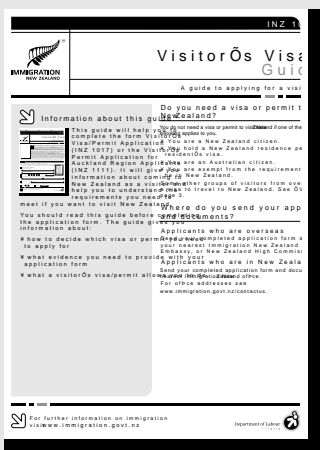 INZ 10
IMMIGRATION
NEW ZEALAND
VisitorÕs Visa
Guid
A guide to applying for a visi
Information about this guide
This guide will help you to
complete the form VisitorÕs
Visa/Permit Application
(INZ 1017) or the VisitorÕs
Permit Application for
Auckland Region Applicants
(INZ 1111). It will give you
information about coming to
New Zealand as a visitor and
help you to understand the
requirements you need to
meet if you want to visit New Zealand.
You should read this guide before completing
the application form. The guide gives you
information about:
¥ how to decide which visa or permit you need
to apply for
¥ what evidence you need to provide with your
application form
¥ what a visitorÕs visa/permit allows you to do.
Do you need a visa or permit t
New Zealand?
You do not need a visa or permit to visit New Zealand if one of the
following applies to you.
¥ You are a New Zealand citizen.
¥ You hold a New Zealand residence pe
residentÕs visa.
¥ You are an Australian citizen.
¥ You are exempt from the requirement
visa in New Zealand.
Some other groups of visitors from ove
a visa to travel to New Zealand. See Ô
page 3.
Where do you send your app
and documents?
Applicants who are overseas
Send your completed application form a
your nearest Immigration New Zealand
Embassy, or New Zealand High Commis
Applicants who are in New Zeala
Send your completed application form and docu
nearest Immigration New Zealand office.
For office addresses see
www.immigration.govt.nz/contactus.
For further information on immigration
visit www.immigration.govt.nz
Department of Labour